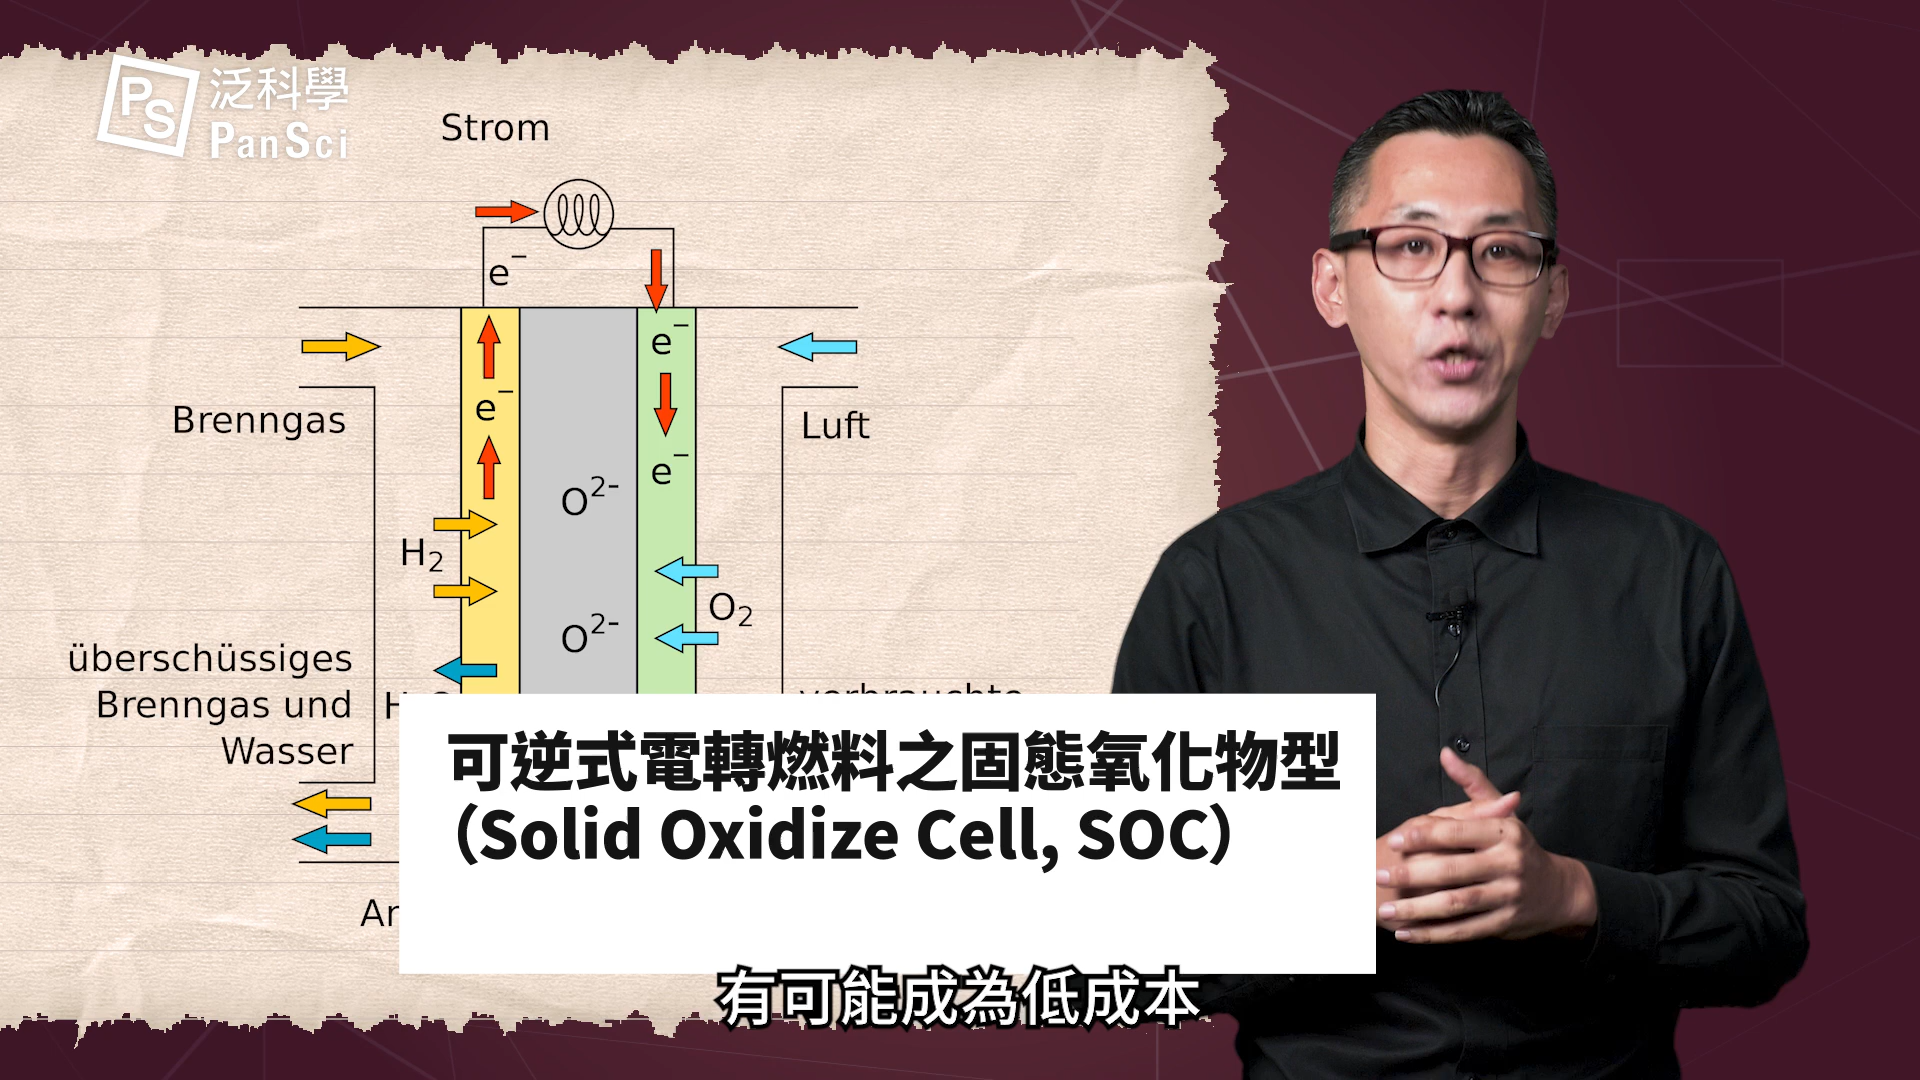 PS
泛科學
PanSci
Strom
e⁻
e⁻
e⁻
e⁻
Brenngas
Luft
O²⁻
H₂
O₂
O²⁻
überschüssiges
Brenngas und
Wasser
可逆式電轉燃料之固態氧化物型
（Solid Oxidize Cell, SOC）
有可能成為低成本